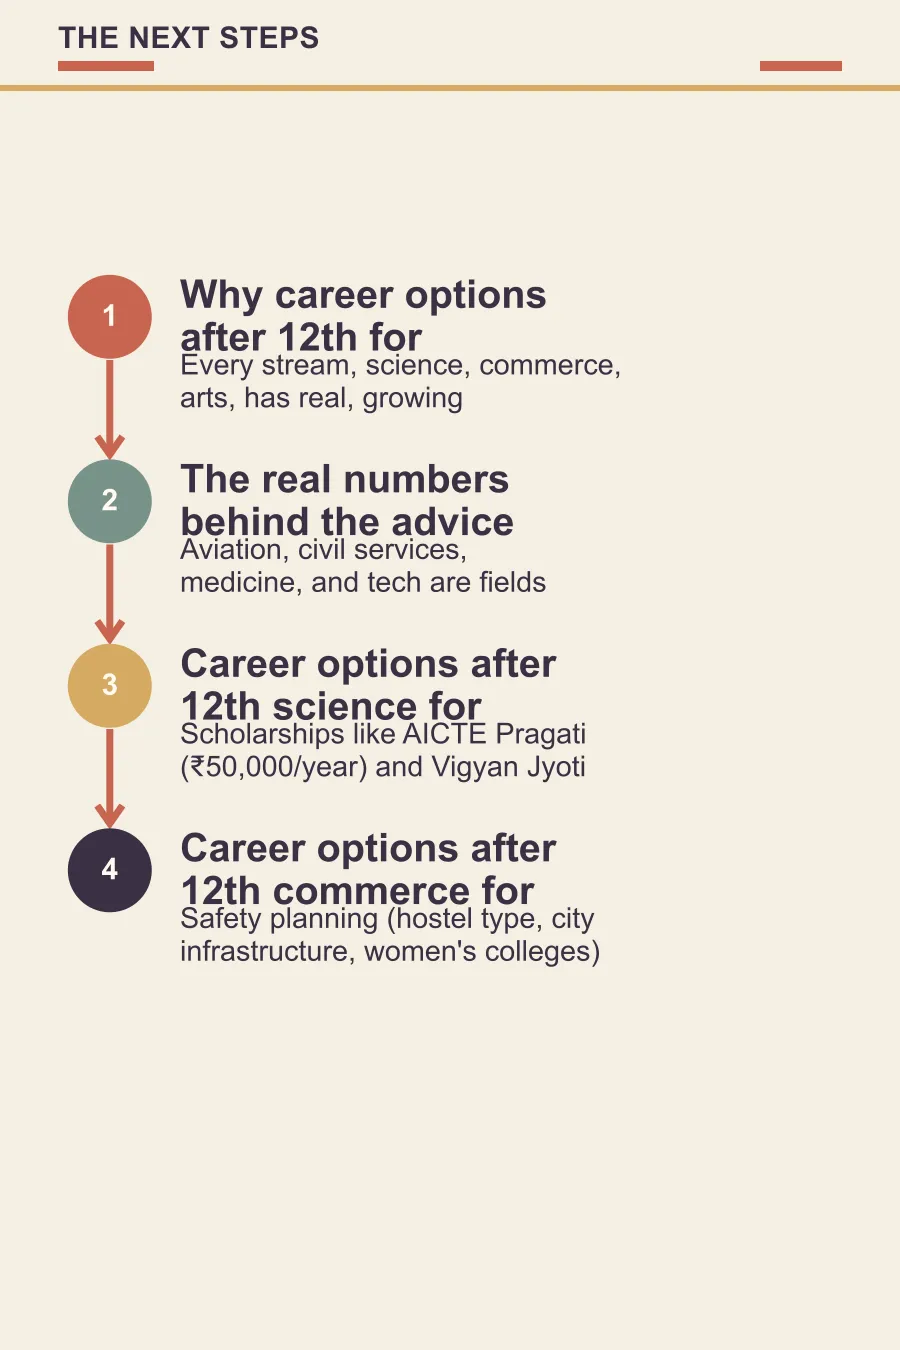 THE NEXT STEPS
1
Why career options
after 12th for
Every stream, science, commerce,
arts, has real, growing
2
The real numbers
behind the advice
Aviation, civil services,
medicine, and tech are fields
3
Career options after
12th science for
Scholarships like AICTE Pragati
(₹50,000/year) and Vigyan Jyoti
4
Career options after
12th commerce for
Safety planning (hostel type, city
infrastructure, women's colleges)